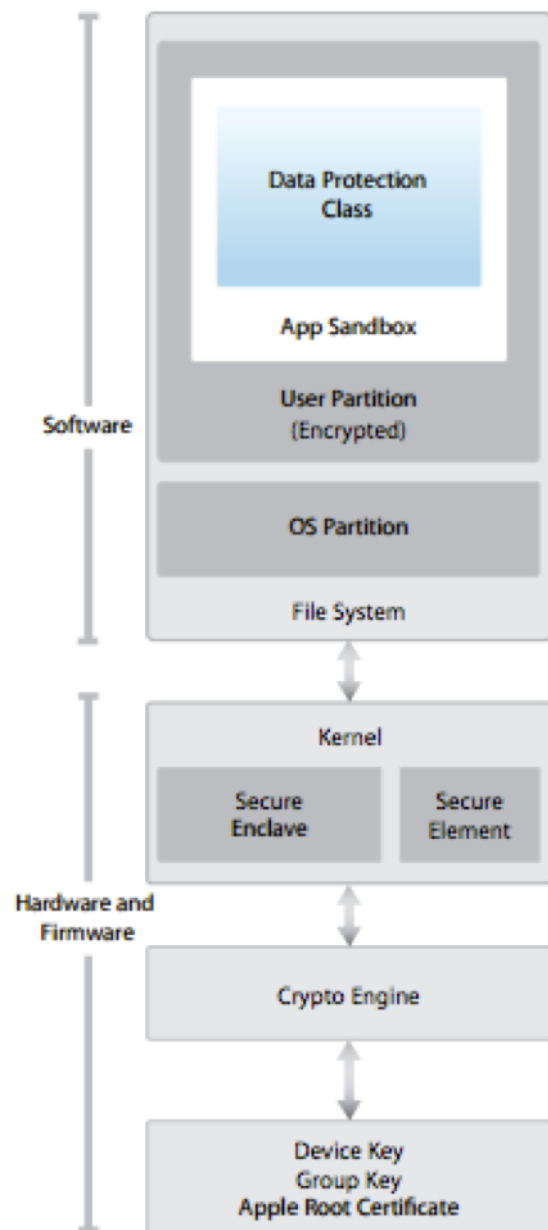 Data Protection
Class
App Sandbox
User Partition
(Encrypted)
Software
OS Partition
File System
Kernel
Secure
Enclave
Secure
Element
Hardware and
Firmware
Crypto Engine
Device Key
Group Key
Apple Root Certificate